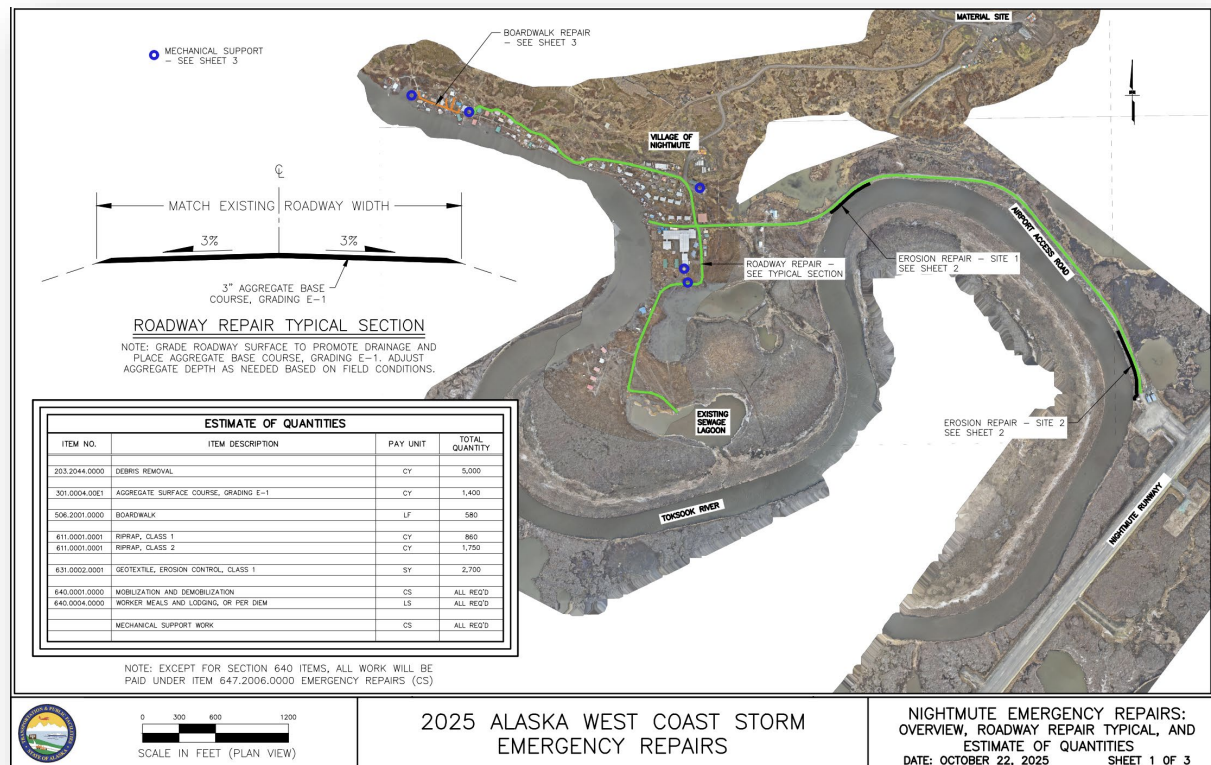 MATERIAL SITE
MECHANICAL SUPPORT
- SEE SHEET 3
BOARDWALK REPAIR
- SEE SHEET 3
VILLAGE OF
NIGHTMUTE
℄
MATCH EXISTING ROADWAY WIDTH
3% 3%
3" AGGREGATE BASE
COURSE, GRADING E-1
ROADWAY REPAIR TYPICAL SECTION
NOTE: GRADE ROADWAY SURFACE TO PROMOTE DRAINAGE AND
PLACE AGGREGATE BASE COURSE, GRADING E-1. ADJUST
AGGREGATE DEPTH AS NEEDED BASED ON FIELD CONDITIONS.
ROADWAY REPAIR -
SEE TYPICAL SECTION
EROSION REPAIR - SITE 1
SEE SHEET 2
AIRPORT ACCESS ROAD
EROSION REPAIR - SITE 2
SEE SHEET 2
EXISTING
SEWAGE
LAGOON
TOKSOOK RIVER
NIGHTMUTE RUNWAYY
ESTIMATE OF QUANTITIES
ITEM NO. ITEM DESCRIPTION PAY UNIT TOTAL QUANTITY
203.2044.0000 DEBRIS REMOVAL CY 5,000
301.0004.00E1 AGGREGATE SURFACE COURSE, GRADING E-1 CY 1,400
506.2001.0000 BOARDWALK LF 580
611.0001.0001 RIPRAP, CLASS 1 CY 860
611.0001.0001 RIPRAP, CLASS 2 CY 1,750
631.0002.0001 GEOTEXTILE, EROSION CONTROL, CLASS 1 SY 2,700
640.0001.0000 MOBILIZATION AND DEMOBILIZATION CS ALL REQ'D
640.0004.0000 WORKER MEALS AND LODGING, OR PER DIEM LS ALL REQ'D
MECHANICAL SUPPORT WORK CS ALL REQ'D
NOTE: EXCEPT FOR SECTION 640 ITEMS, ALL WORK WILL BE
PAID UNDER ITEM 647.2006.0000 EMERGENCY REPAIRS (CS)
STATE OF ALASKA
0 300 600 1200
SCALE IN FEET (PLAN VIEW)
2025 ALASKA WEST COAST STORM
EMERGENCY REPAIRS
NIGHTMUTE EMERGENCY REPAIRS:
OVERVIEW, ROADWAY REPAIR TYPICAL, AND
ESTIMATE OF QUANTITIES
DATE: OCTOBER 22, 2025 SHEET 1 OF 3